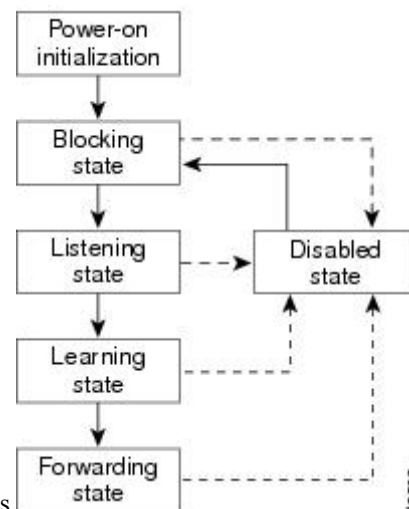 Power-on
initialization
Blocking
state
Listening
state
Disabled
state
Learning
state
Forwarding
state
s